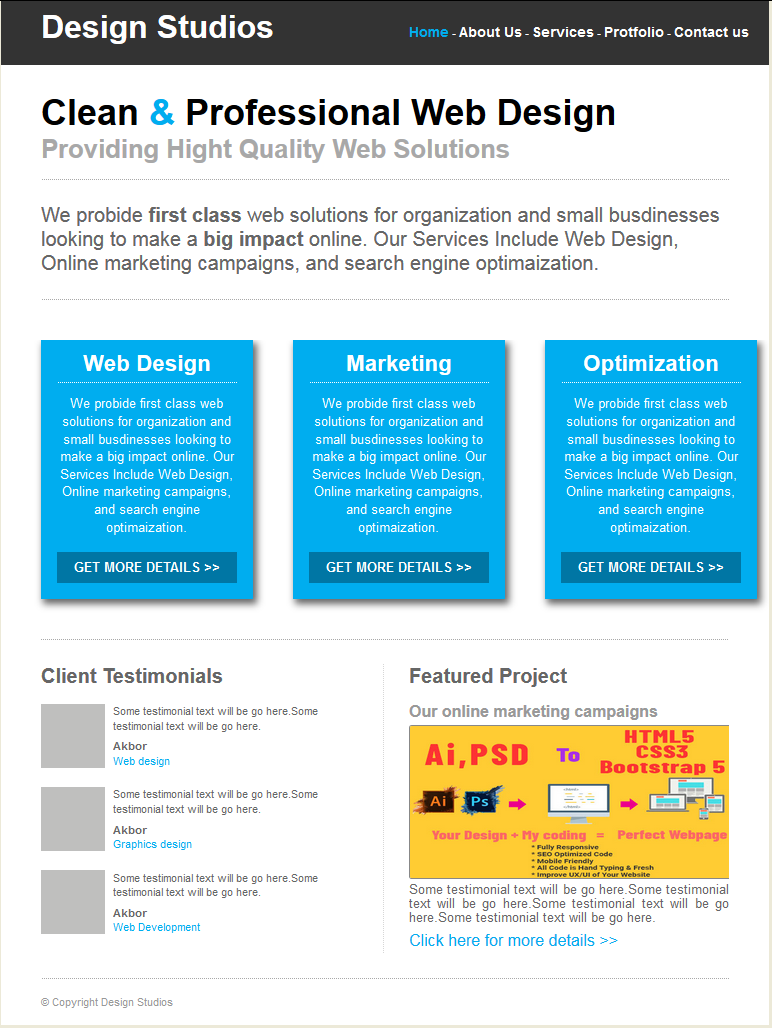 Design Studios
Home - About Us - Services - Protfolio - Contact us
Clean & Professional Web Design
Providing Hight Quality Web Solutions
We probide first class web solutions for organization and small busdinesses
looking to make a big impact online. Our Services Include Web Design,
Online marketing campaigns, and search engine optimaization.
Web Design
We probide first class web
solutions for organization and
small busdinesses looking to
make a big impact online. Our
Services Include Web Design,
Online marketing campaigns,
and search engine
optimaization.
GET MORE DETAILS >>
Marketing
We probide first class web
solutions for organization and
small busdinesses looking to
make a big impact online. Our
Services Include Web Design,
Online marketing campaigns,
and search engine
optimaization.
GET MORE DETAILS >>
Optimization
We probide first class web
solutions for organization and
small busdinesses looking to
make a big impact online. Our
Services Include Web Design,
Online marketing campaigns,
and search engine
optimaization.
GET MORE DETAILS >>
Client Testimonials
Some testimonial text will be go here.Some
testimonial text will be go here.
Akbor
Web design
Some testimonial text will be go here.Some
testimonial text will be go here.
Akbor
Graphics design
Some testimonial text will be go here.Some
testimonial text will be go here.
Akbor
Web Development
Featured Project
Our online marketing campaigns
Ai,PSD To HTML5
CSS3
Bootstrap 5
Ai Ps
Your Design + My coding = Perfect Webpage
* Fully Responsive
* SEO Optimized Code
* Mobile Friendly
* All Code is Hand Typing & Fresh
* Improve UX/UI of Your Website
Some testimonial text will be go here.Some testimonial
text will be go here.Some testimonial text will be go
here.Some testimonial text will be go here.
Click here for more details >>
© Copyright Design Studios